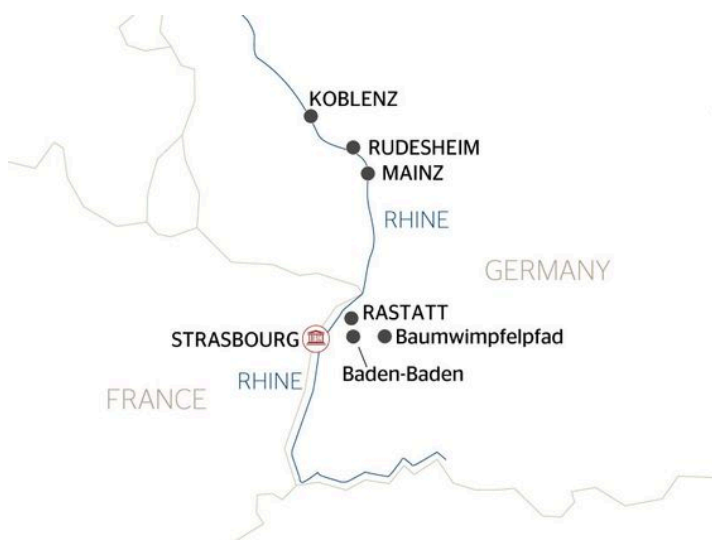 KOBLENZ
RUDESHEIM
MAINZ
RHINE
GERMANY
RASTATT
STRASBOURG
Baumwimpfelpfad
Baden-Baden
RHINE
FRANCE